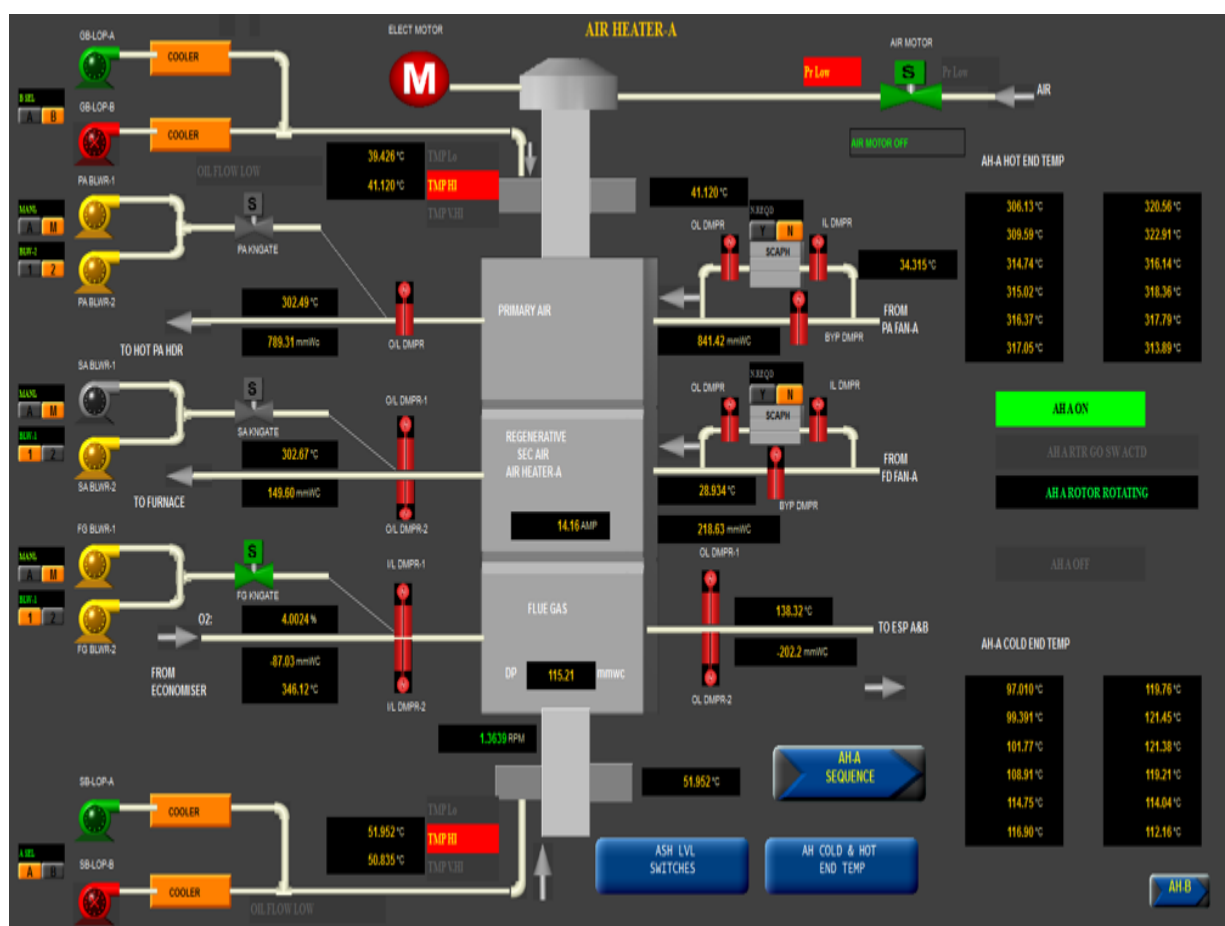 AIR HEATER-A
GB-LOP-A
COOLER
B SEL
A B
GB-LOP-B
COOLER
OIL FLOW LOW
ELECT MOTOR
M
39.426 °C
TMP Lo
41.120 °C
TMP HI
TMP V.HI
Pr Low
AIR MOTOR
S
Pr Low
AIR
AIR MOTOR OFF
PA BLWR-1
MANL
A M
BLW-2
1 2
PA BLWR-2
S
PA KNGATE
302.49 °C
789.31 mmWc
TO HOT PA HDR
O/L DMPR
PRIMARY AIR
41.120 °C
OL DMPR
N.REQD
Y N
SCAPH
IL DMPR
34.315 °C
841.42 mmWC
BYP DMPR
FROM
PA FAN-A
SA BLWR-1
MANL
A M
BLW-1
1 2
SA BLWR-2
S
SA KNGATE
302.67 °C
149.60 mmWC
TO FURNACE
O/L DMPR-1
O/L DMPR-2
REGENERATIVE
SEC AIR
AIR HEATER-A
14.16 AMP
OL DMPR
N.REQD
Y N
SCAPH
IL DMPR
28.934 °C
218.63 mmWC
BYP DMPR
FROM
FD FAN-A
FG BLWR-1
MANL
A M
BLW-1
1 2
FG BLWR-2
S
FG KNGATE
O2:
4.0024 %
-87.03 mmWC
346.12 °C
FROM
ECONOMISER
I/L DMPR-1
I/L DMPR-2
FLUE GAS
DP 115.21 mmwc
OL DMPR-1
OL DMPR-2
138.32 °C
-202.2 mmWC
TO ESP A&B
1.3639 RPM
51.952 °C
SB-LOP-A
COOLER
A SEL
A B
SB-LOP-B
COOLER
OIL FLOW LOW
51.952 °C
TMP Lo
50.835 °C
TMP HI
TMP V.HI
AH-A HOT END TEMP
306.13 °C 320.56 °C
309.59 °C 322.91 °C
314.74 °C 316.14 °C
315.02 °C 318.36 °C
316.37 °C 317.79 °C
317.05 °C 313.89 °C
AH A ON
AH A RTR GO SW ACTD
AH A ROTOR ROTATING
AH A OFF
AH-A COLD END TEMP
97.010 °C 119.76 °C
99.391 °C 121.45 °C
101.77 °C 121.38 °C
108.91 °C 119.21 °C
114.75 °C 114.04 °C
116.90 °C 112.16 °C
AH-A
SEQUENCE
ASH LVL
SWITCHES
AH COLD & HOT
END TEMP
AH-B